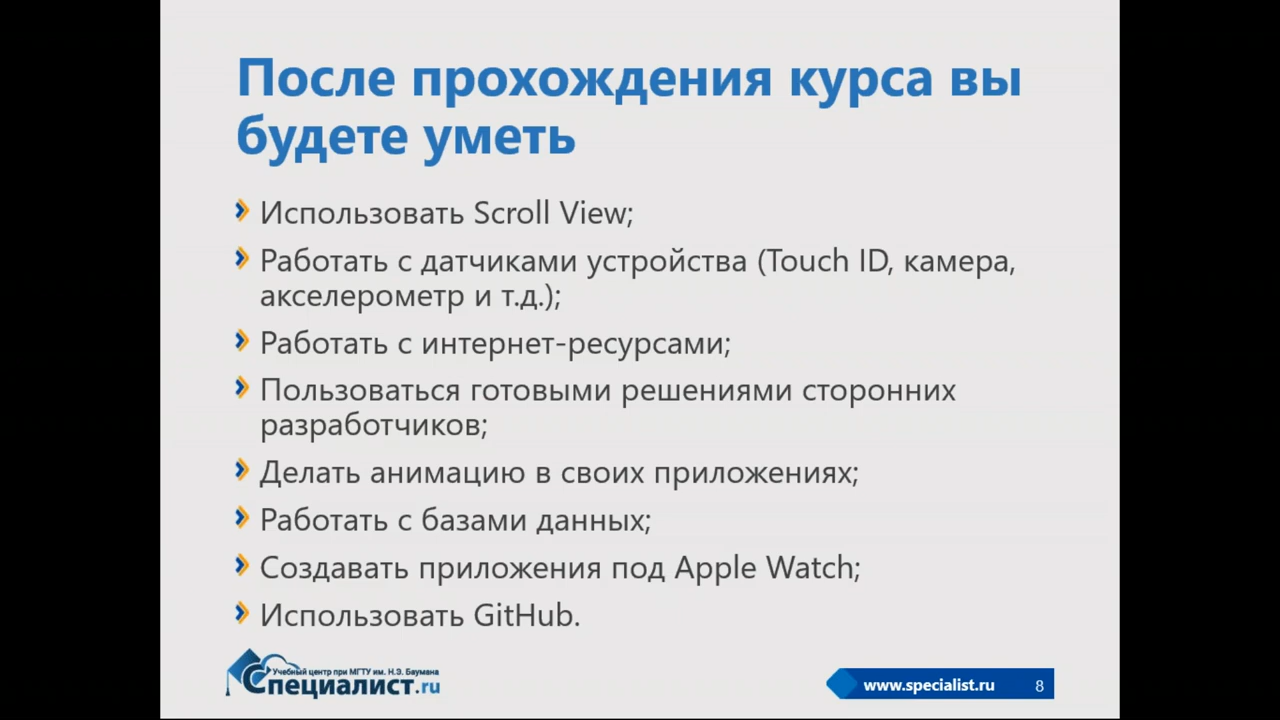 После прохождения курса вы
будете уметь
Использовать Scroll View;
Работать с датчиками устройства (Touch ID, камера,
акселерометр и т.д.);
Работать с интернет-ресурсами;
Пользоваться готовыми решениями сторонних
разработчиков;
Делать анимацию в своих приложениях;
Работать с базами данных;
Создавать приложения под Apple Watch;
Использовать GitHub.
Учебный центр при МГТУ им. Н.Э. Баумана
Специалист.ru
www.specialist.ru 8